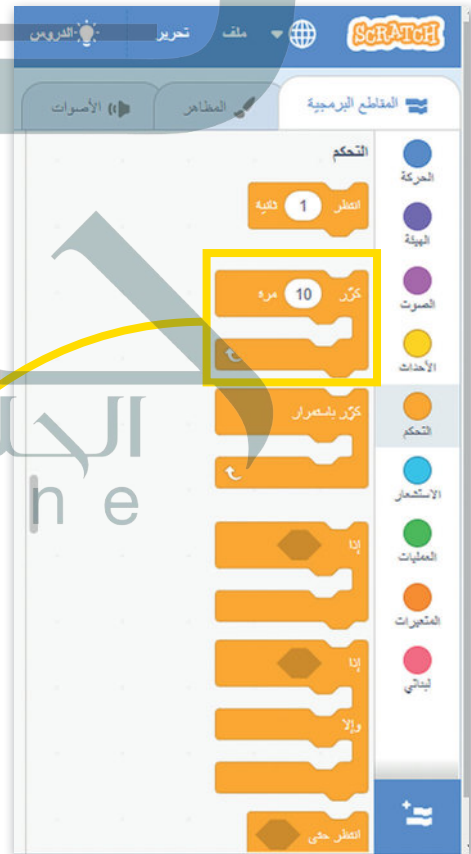 SCRATCH ملف تحرير الدروس
المقاطع البرمجية المظاهر الأصوات
التحكم
الحركة
الهيئة
الصوت
الأحداث
التحكم
الاستشعار
العمليات
المتغيرات
لبناتي
انتظر 1 ثانية
كرّر 10 مرة
كرّر باستمرار
إذا
إذا
وإلا
انتظر حتى
n e